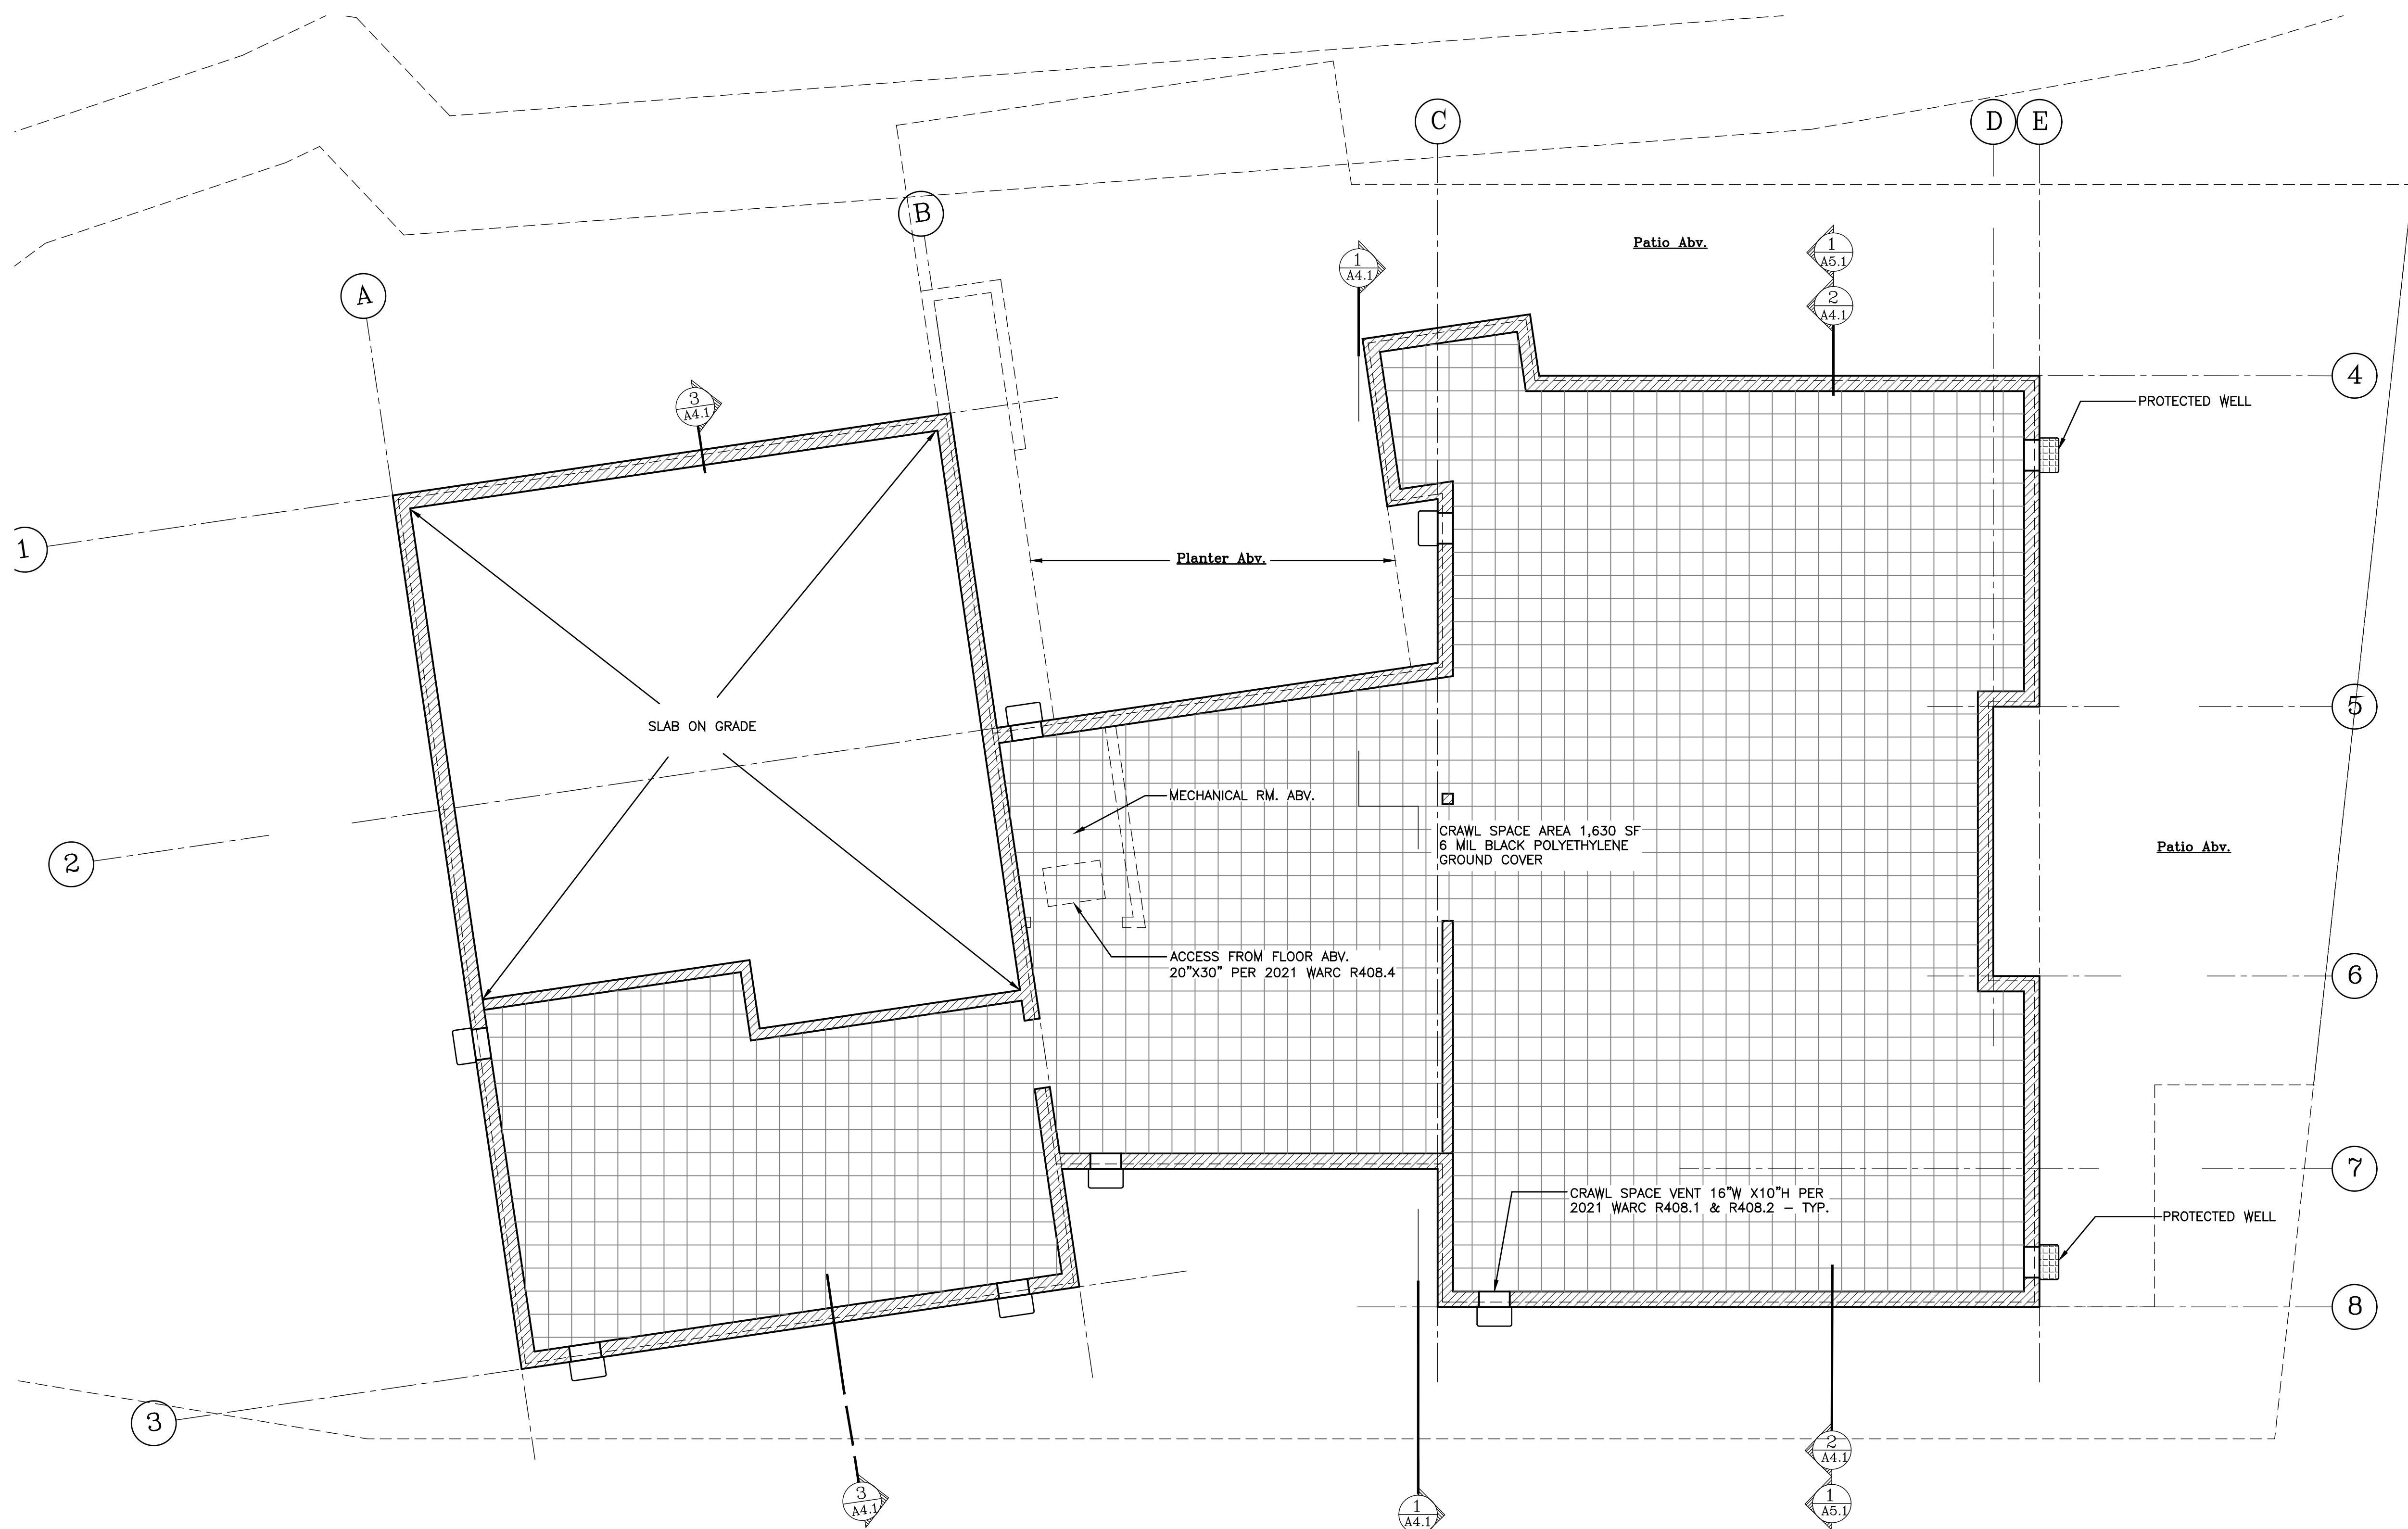 C
D
E
B
A
Patio Abv.
1
A5.1
2
A4.1
1
A4.1
4
3
A4.1
PROTECTED WELL
1
Planter Abv.
5
SLAB ON GRADE
MECHANICAL RM. ABV.
CRAWL SPACE AREA 1,630 SF
6 MIL BLACK POLYETHYLENE
GROUND COVER
Patio Abv.
2
ACCESS FROM FLOOR ABV.
20"X30" PER 2021 WARC R408.4
6
7
CRAWL SPACE VENT 16"W X10"H PER
2021 WARC R408.1 & R408.2 – TYP.
PROTECTED WELL
8
3
2
A4.1
3
A4.1
1
A4.1
1
A5.1